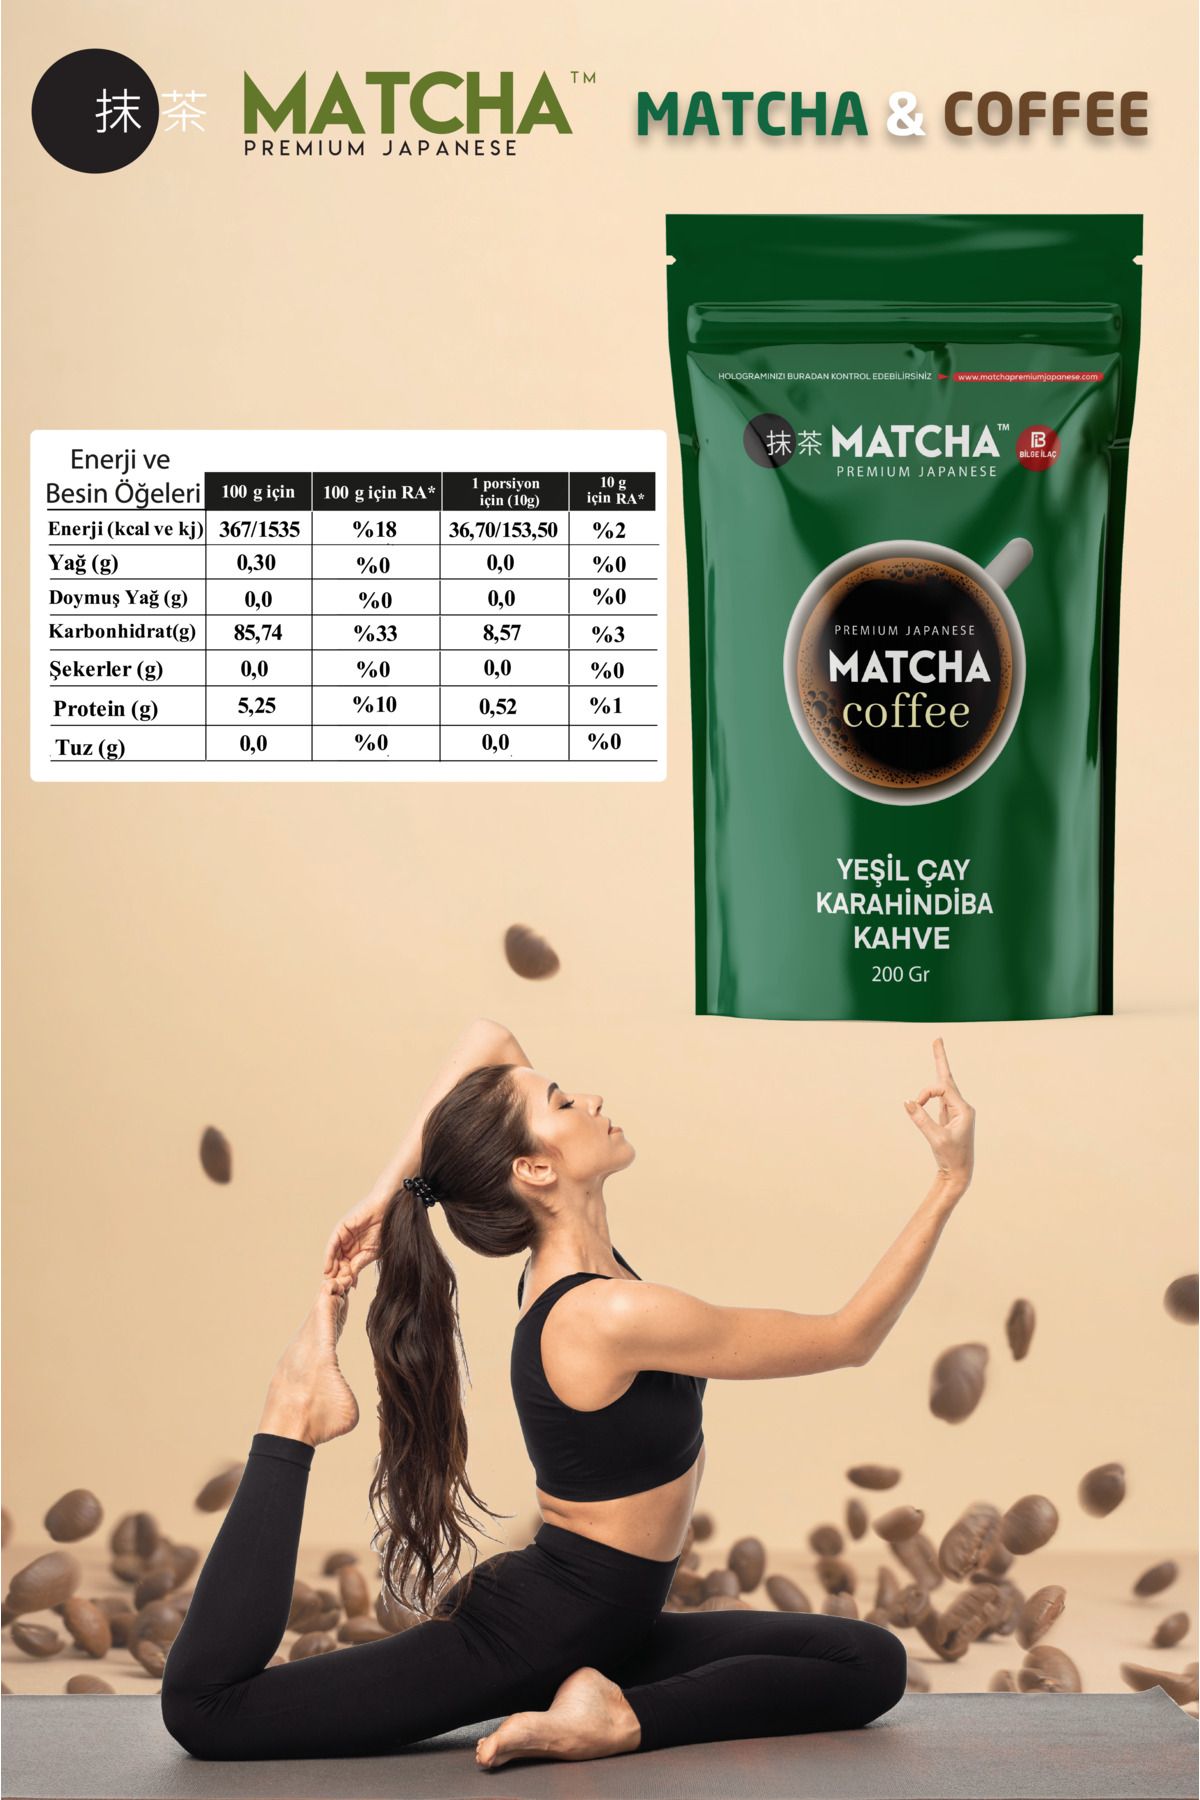 抹茶 MATCHA™
PREMIUM JAPANESE
MATCHA & COFFEE
HOLOGRAMINIZI BURADAN KONTROL EDEBİLİRSİNİZ www.matchapremiumjapanese.com
抹茶 MATCHA™
PREMIUM JAPANESE
BİLGE İLAÇ
PREMIUM JAPANESE
MATCHA
coffee
YEŞİL ÇAY
KARAHİNDİBA
KAHVE
200 Gr
Enerji ve
Besin Öğeleri 100 g için 100 g için RA* 1 porsiyon için (10g) 10 g için RA*
Enerji (kcal ve kj) 367/1535 %18 36,70/153,50 %2
Yağ (g) 0,30 %0 0,0 %0
Doymuş Yağ (g) 0,0 %0 0,0 %0
Karbonhidrat(g) 85,74 %33 8,57 %3
Şekerler (g) 0,0 %0 0,0 %0
Protein (g) 5,25 %10 0,52 %1
Tuz (g) 0,0 %0 0,0 %0